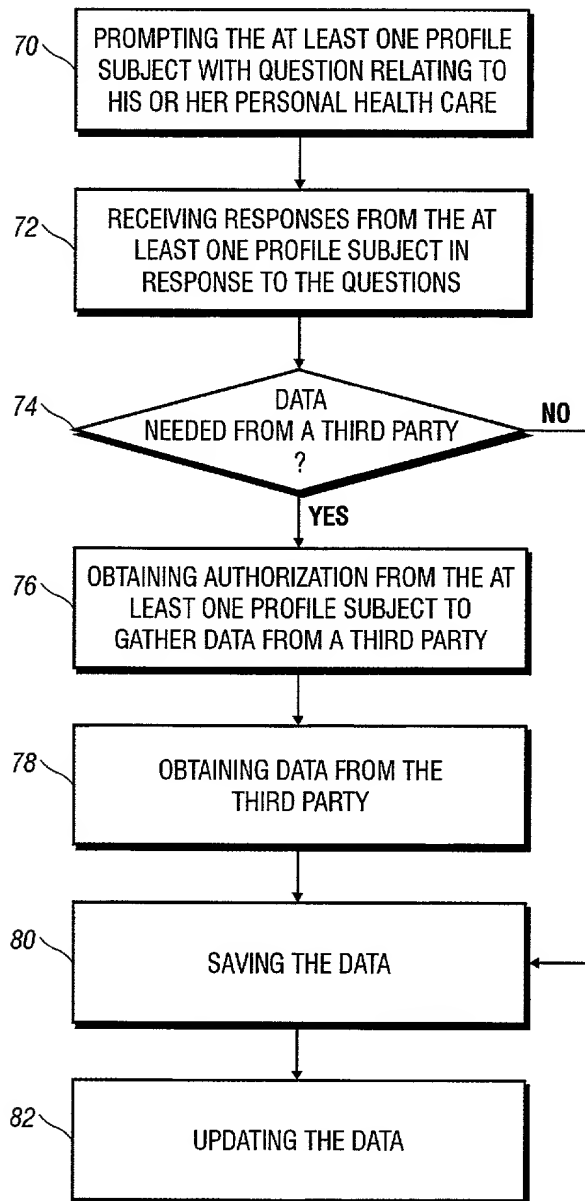 70
PROMPTING THE AT LEAST ONE PROFILE
SUBJECT WITH QUESTION RELATING TO
HIS OR HER PERSONAL HEALTH CARE
72
RECEIVING RESPONSES FROM THE AT
LEAST ONE PROFILE SUBJECT IN
RESPONSE TO THE QUESTIONS
74
DATA
NEEDED FROM A THIRD PARTY
?
NO
YES
76
OBTAINING AUTHORIZATION FROM THE AT
LEAST ONE PROFILE SUBJECT TO
GATHER DATA FROM A THIRD PARTY
78
OBTAINING DATA FROM THE
THIRD PARTY
80
SAVING THE DATA
82
UPDATING THE DATA